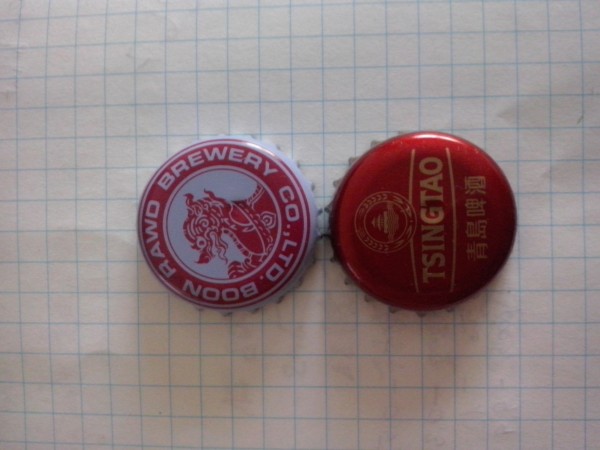 BOON RAWD BREWERY CO.,LTD.
TSINGTAO
青島啤酒